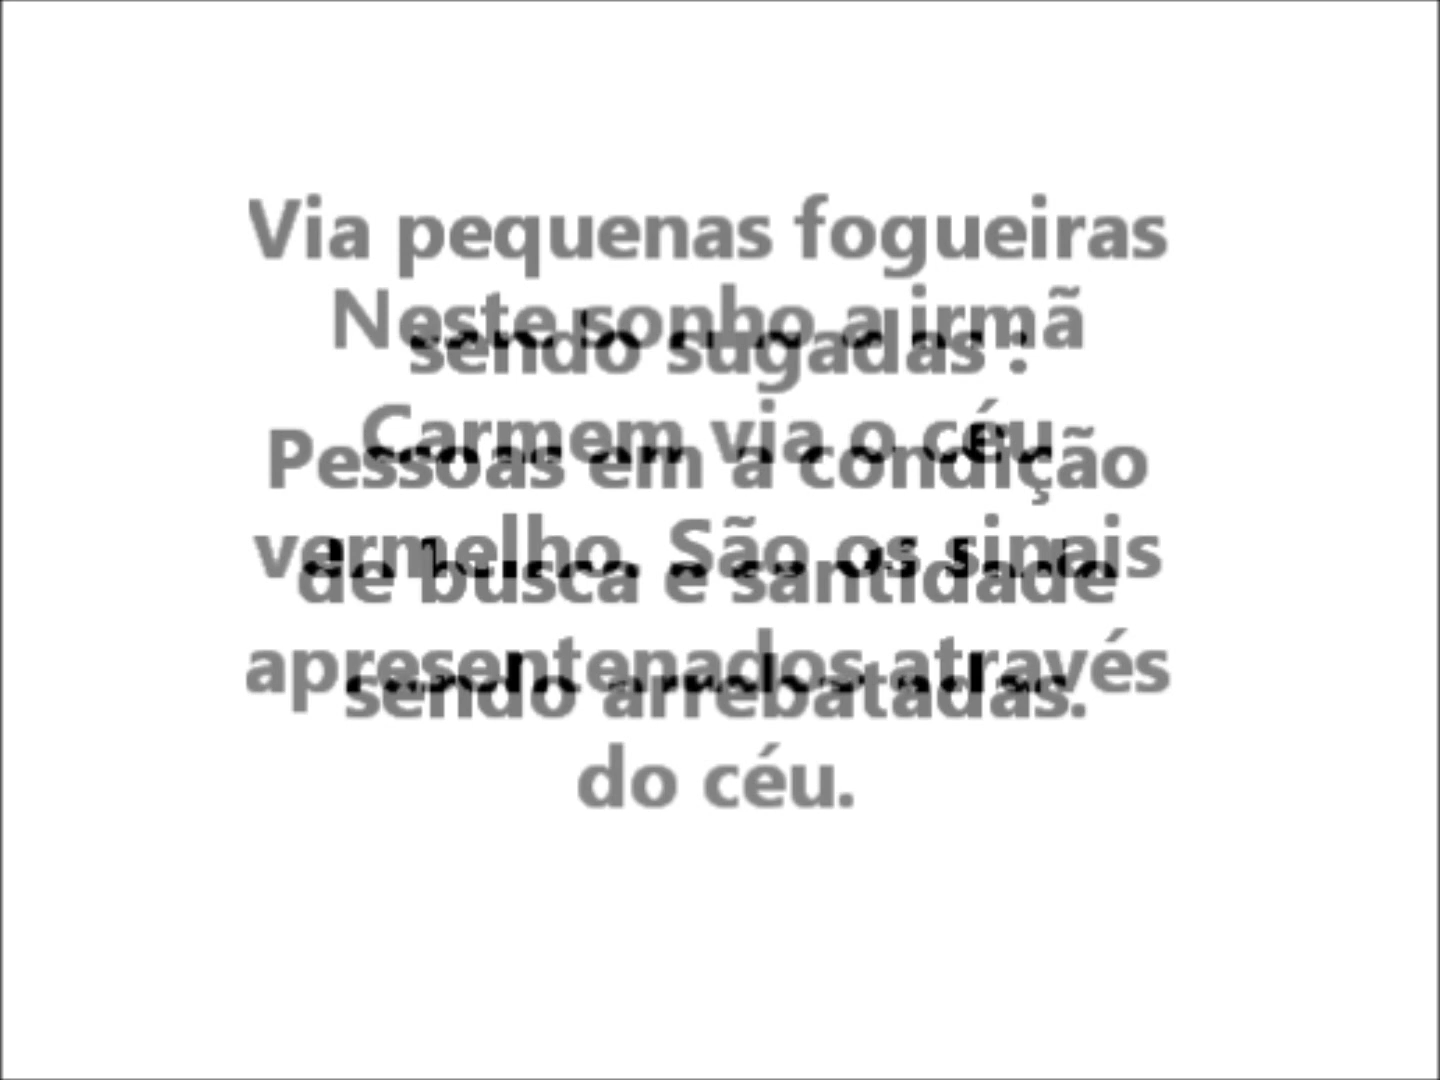 Via pequenas fogueiras
sendo sugadas :
Pessoas em a condição
de busca e santidade
sendo arrebatadas.
Neste sonho a irmã
Carmem via o céu
vermelho. São os sinais
apresentenados através
do céu.